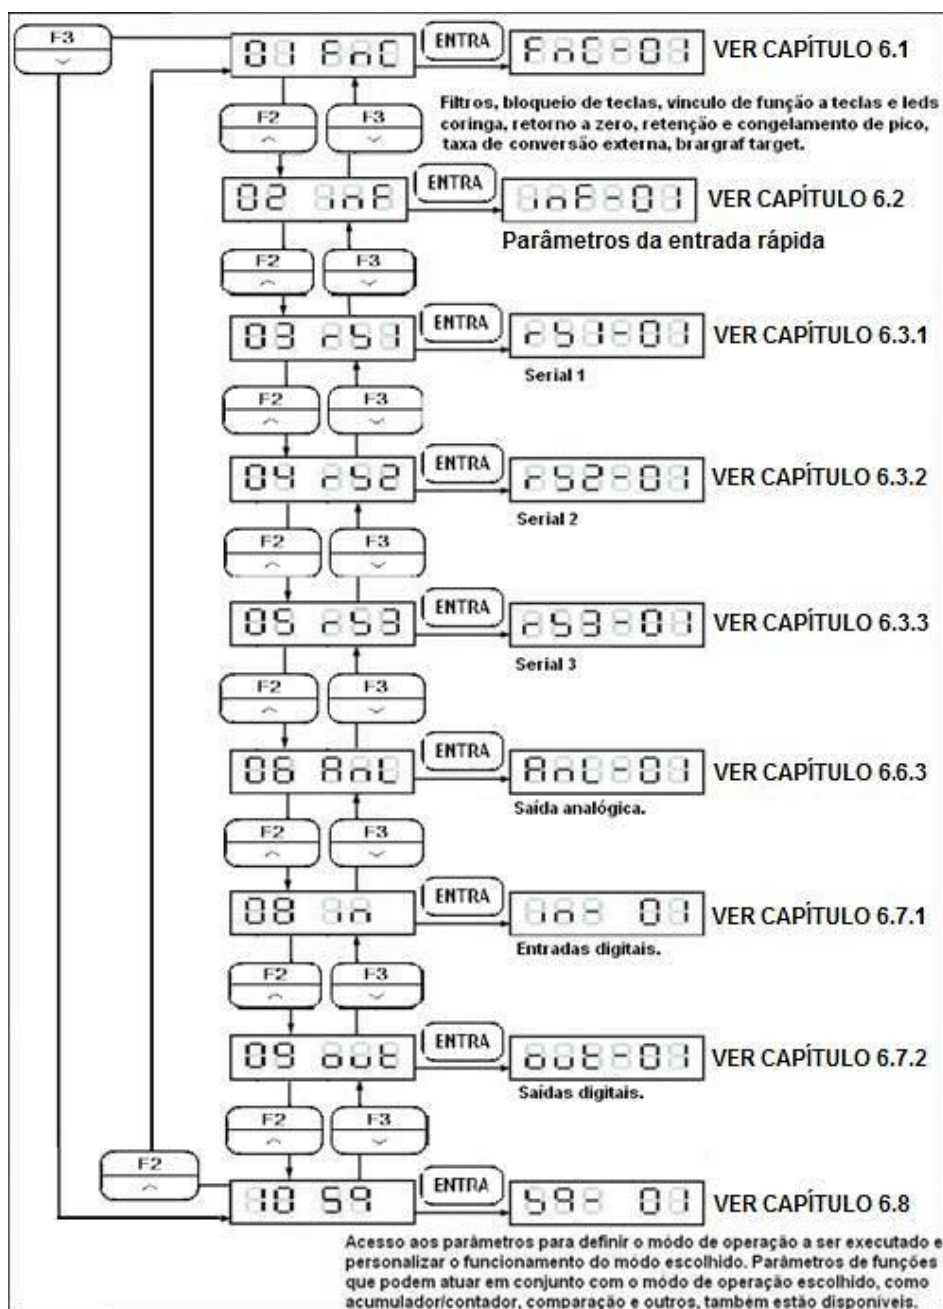 F3
01 FnC
ENTRA
FnC-01
VER CAPÍTULO 6.1
F2
F3
Filtros, bloqueio de teclas, vinculo de função a teclas e leds
coringa, retorno a zero, retenção e congelamento de pico,
taxa de conversão externa, brargraf target.
02 inF
ENTRA
inF-01
VER CAPÍTULO 6.2
Parâmetros da entrada rápida
F2
F3
03 rS1
ENTRA
rS1-01
VER CAPÍTULO 6.3.1
Serial 1
F2
F3
04 rS2
ENTRA
rS2-01
VER CAPÍTULO 6.3.2
Serial 2
F2
F3
05 rS3
ENTRA
rS3-01
VER CAPÍTULO 6.3.3
Serial 3
F2
F3
06 AnL
ENTRA
AnL-01
VER CAPÍTULO 6.6.3
Saída analógica.
F2
F3
08 in
ENTRA
in- 01
VER CAPÍTULO 6.7.1
Entradas digitais.
F2
F3
09 out
ENTRA
out-01
VER CAPÍTULO 6.7.2
Saídas digitais.
F2
F3
F2
10 S9
ENTRA
S9- 01
VER CAPÍTULO 6.8
Acesso aos parâmetros para definir o módo de operação a ser executado e
personalizar o funcionamento do módo escolhido. Parâmetros de funções
que podem atuar em conjunto com o módo de operação escolhido, como
acumulador/contador, comparação e outros, também estão disponíveis.